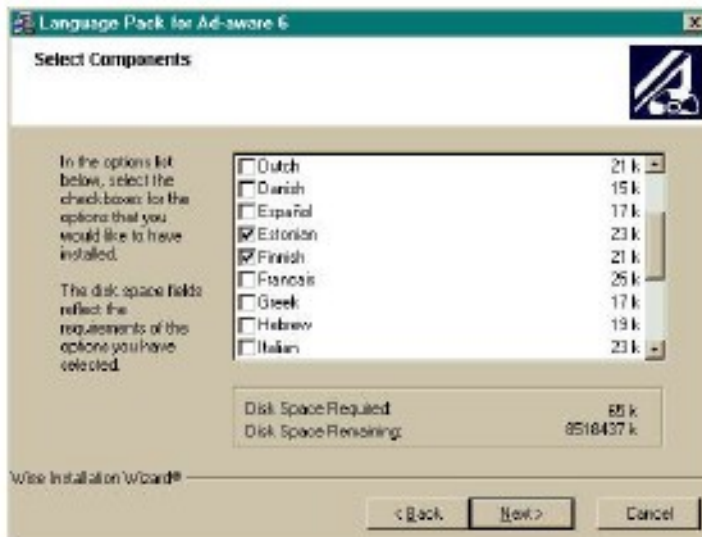 Language Pack for Ad-aware 6
Select Components
In the options list
below, select the
checkboxes for the
options that you
would like to have
installed.
The disk space fields
reflect the
requirements of the
options you have
selected.
Dutch 21 k
Danish 15 k
Español 17 k
Estonian 23 k
Finnish 21 k
Francais 25 k
Greek 17 k
Hebrew 19 k
Italian 23 k
Disk Space Required:
Disk Space Remaining: 8518437 k
Wise Installation Wizard®
< Back
Next >
Cancel